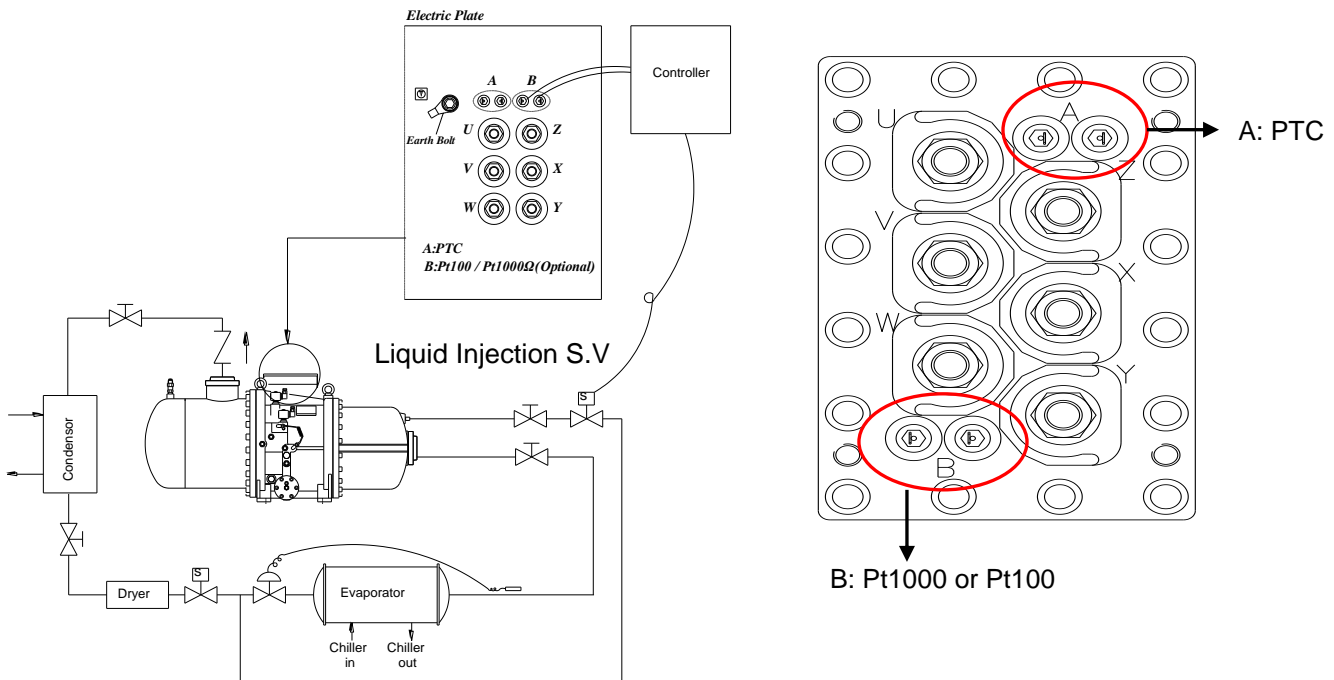 Electric Plate
Controller
A B
Earth Bolt
U Z
V X
W Y
A:PTC
B:Pt100 / Pt1000Ω(Optional)
Liquid Injection S.V
S
Condensor
Dryer
S
Evaporator
Chiller
in
Chiller
out
A
U
Z
V
X
W
Y
B
A: PTC
B: Pt1000 or Pt100